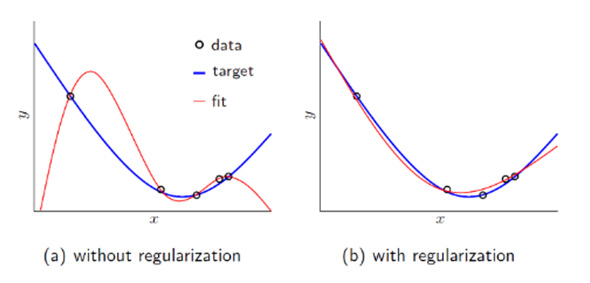 data
target
fit
y
x
y
x
(a) without regularization
(b) with regularization